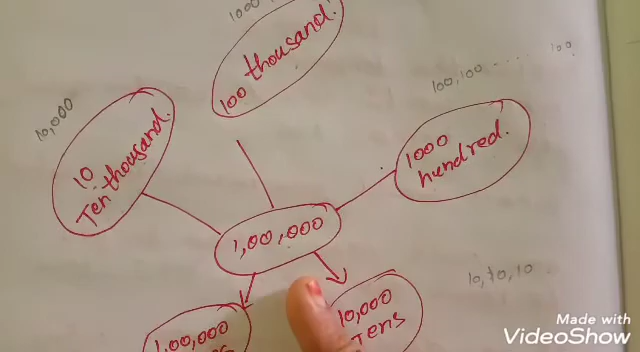 1000
100 thousand.
100,100 ..... 100
10,000
10
Ten thousand.
1000
hundred.
1,00,000
10,10,10
10,000
Tens
1,00,000
Made with
VideoShow